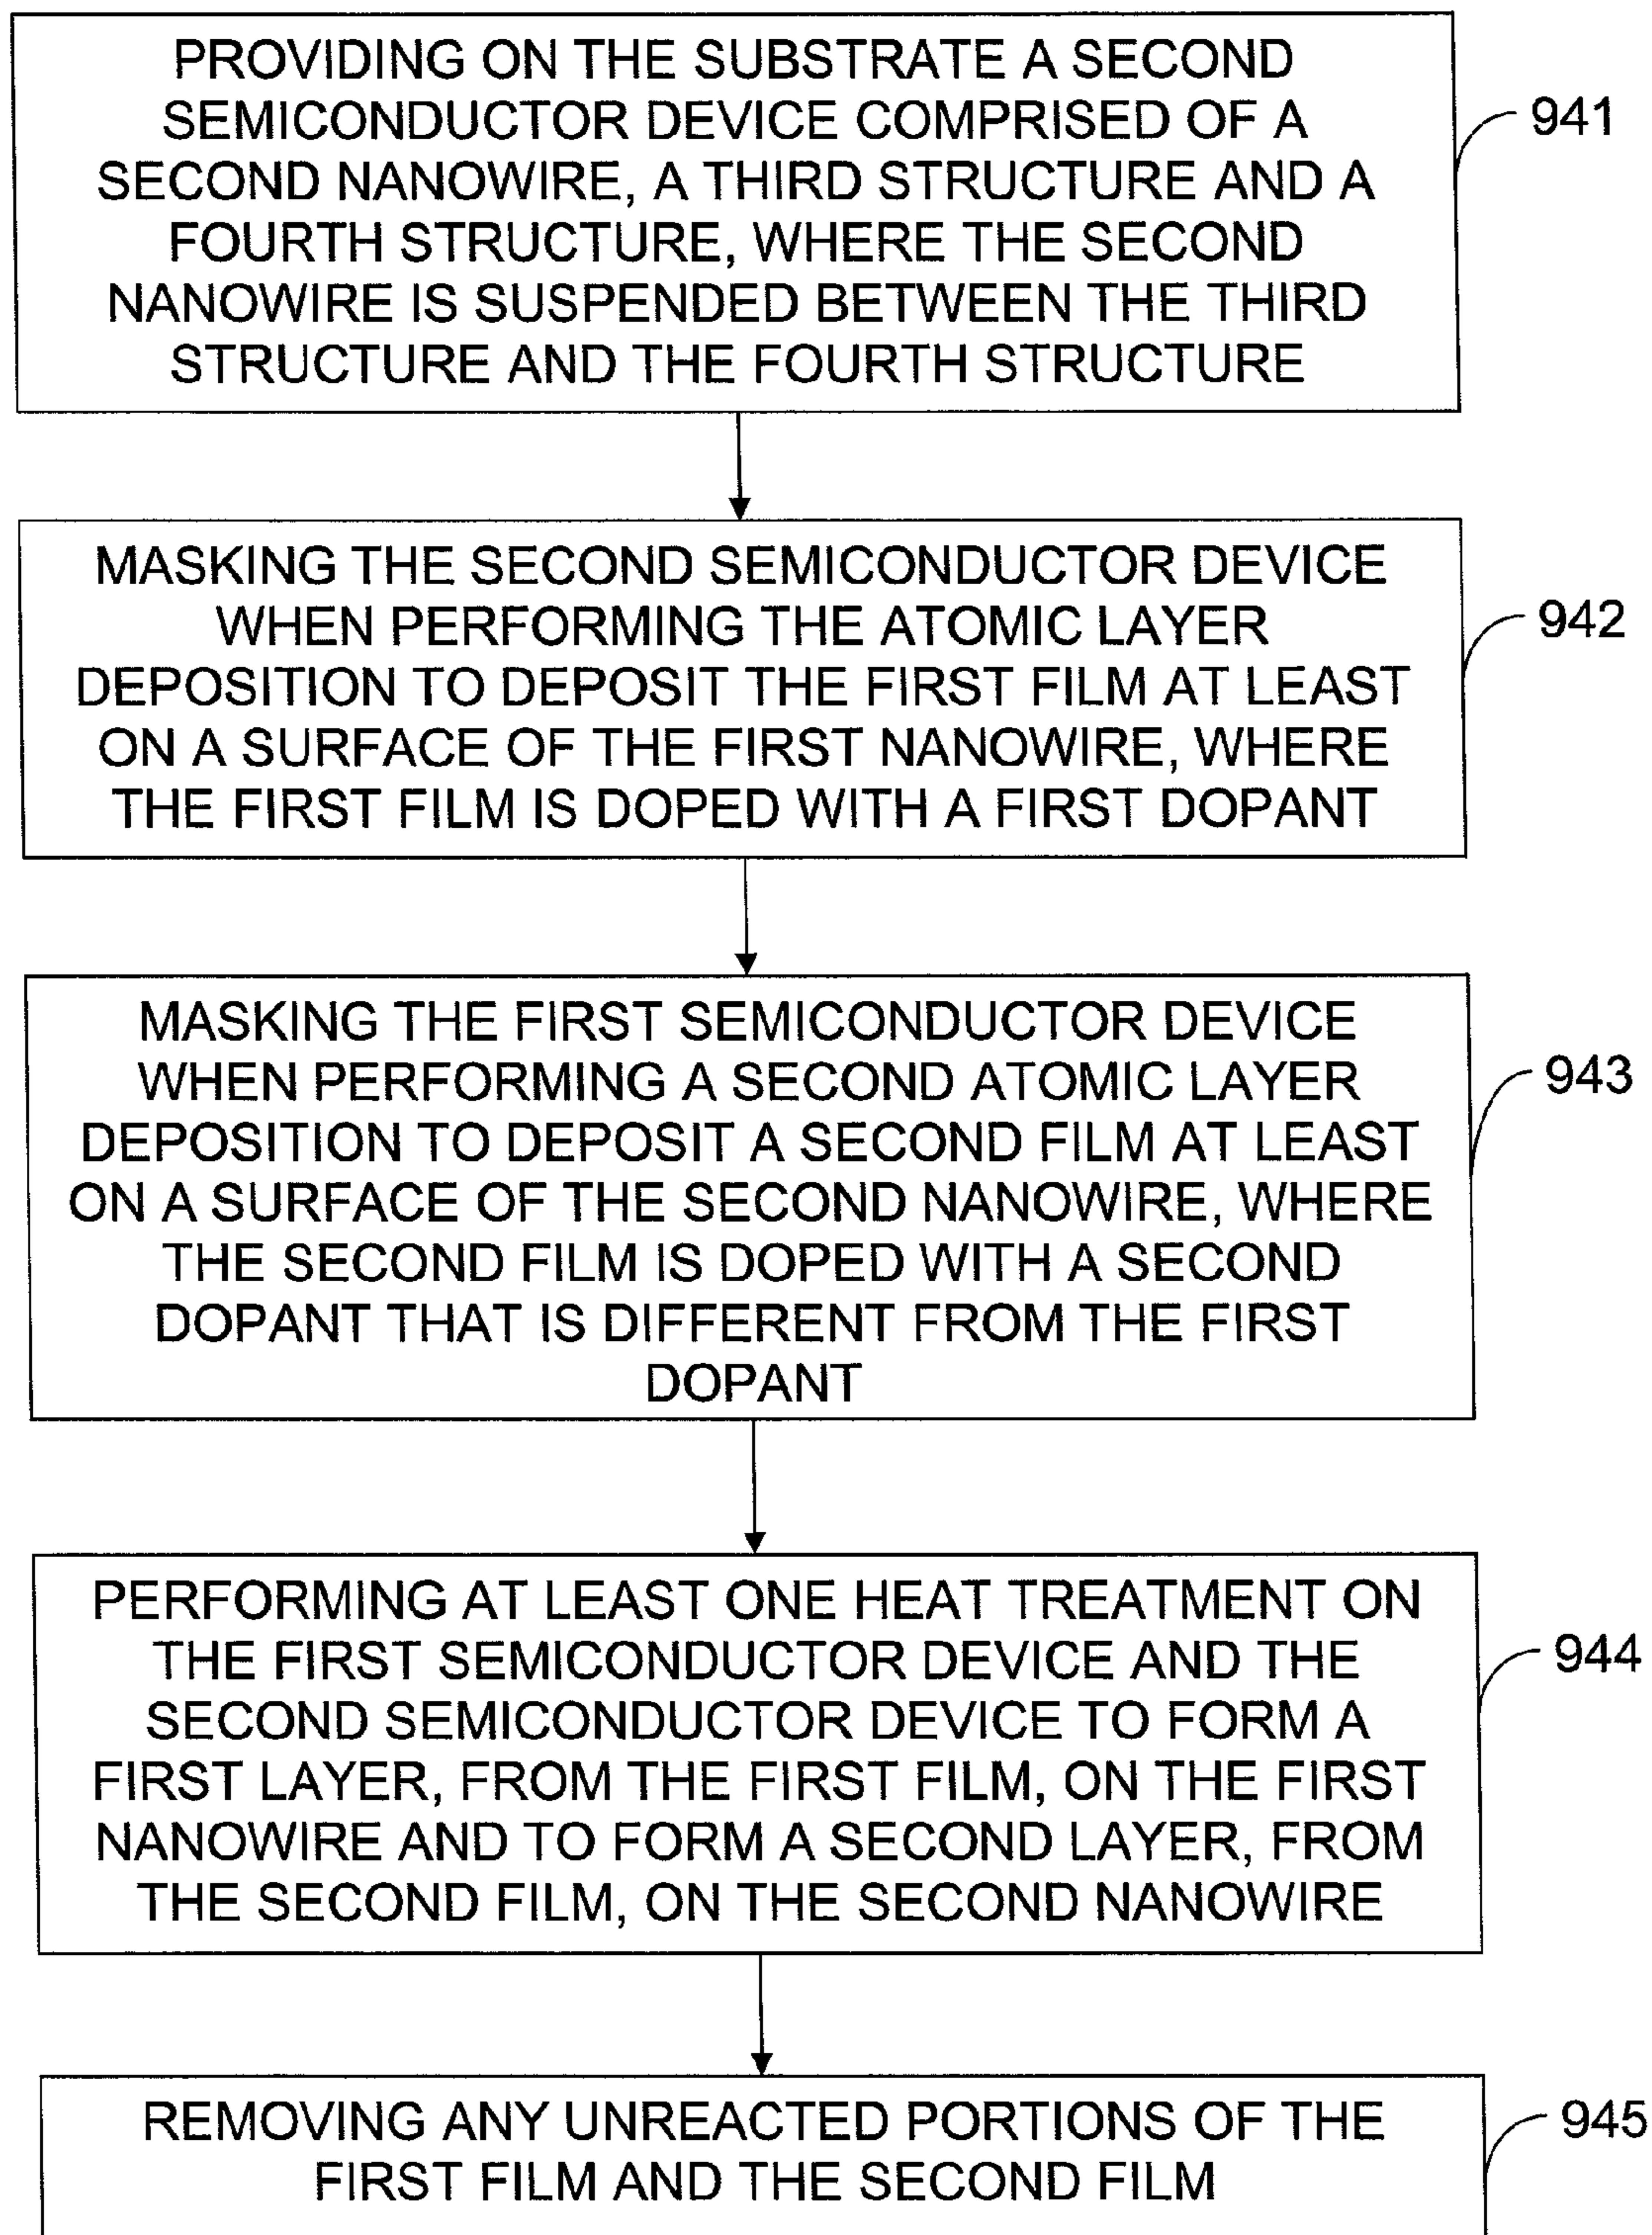 PROVIDING ON THE SUBSTRATE A SECOND
SEMICONDUCTOR DEVICE COMPRISED OF A
SECOND NANOWIRE, A THIRD STRUCTURE AND A
FOURTH STRUCTURE, WHERE THE SECOND
NANOWIRE IS SUSPENDED BETWEEN THE THIRD
STRUCTURE AND THE FOURTH STRUCTURE
941
MASKING THE SECOND SEMICONDUCTOR DEVICE
WHEN PERFORMING THE ATOMIC LAYER
DEPOSITION TO DEPOSIT THE FIRST FILM AT LEAST
ON A SURFACE OF THE FIRST NANOWIRE, WHERE
THE FIRST FILM IS DOPED WITH A FIRST DOPANT
942
MASKING THE FIRST SEMICONDUCTOR DEVICE
WHEN PERFORMING A SECOND ATOMIC LAYER
DEPOSITION TO DEPOSIT A SECOND FILM AT LEAST
ON A SURFACE OF THE SECOND NANOWIRE, WHERE
THE SECOND FILM IS DOPED WITH A SECOND
DOPANT THAT IS DIFFERENT FROM THE FIRST
DOPANT
943
PERFORMING AT LEAST ONE HEAT TREATMENT ON
THE FIRST SEMICONDUCTOR DEVICE AND THE
SECOND SEMICONDUCTOR DEVICE TO FORM A
FIRST LAYER, FROM THE FIRST FILM, ON THE FIRST
NANOWIRE AND TO FORM A SECOND LAYER, FROM
THE SECOND FILM, ON THE SECOND NANOWIRE
944
REMOVING ANY UNREACTED PORTIONS OF THE
FIRST FILM AND THE SECOND FILM
945